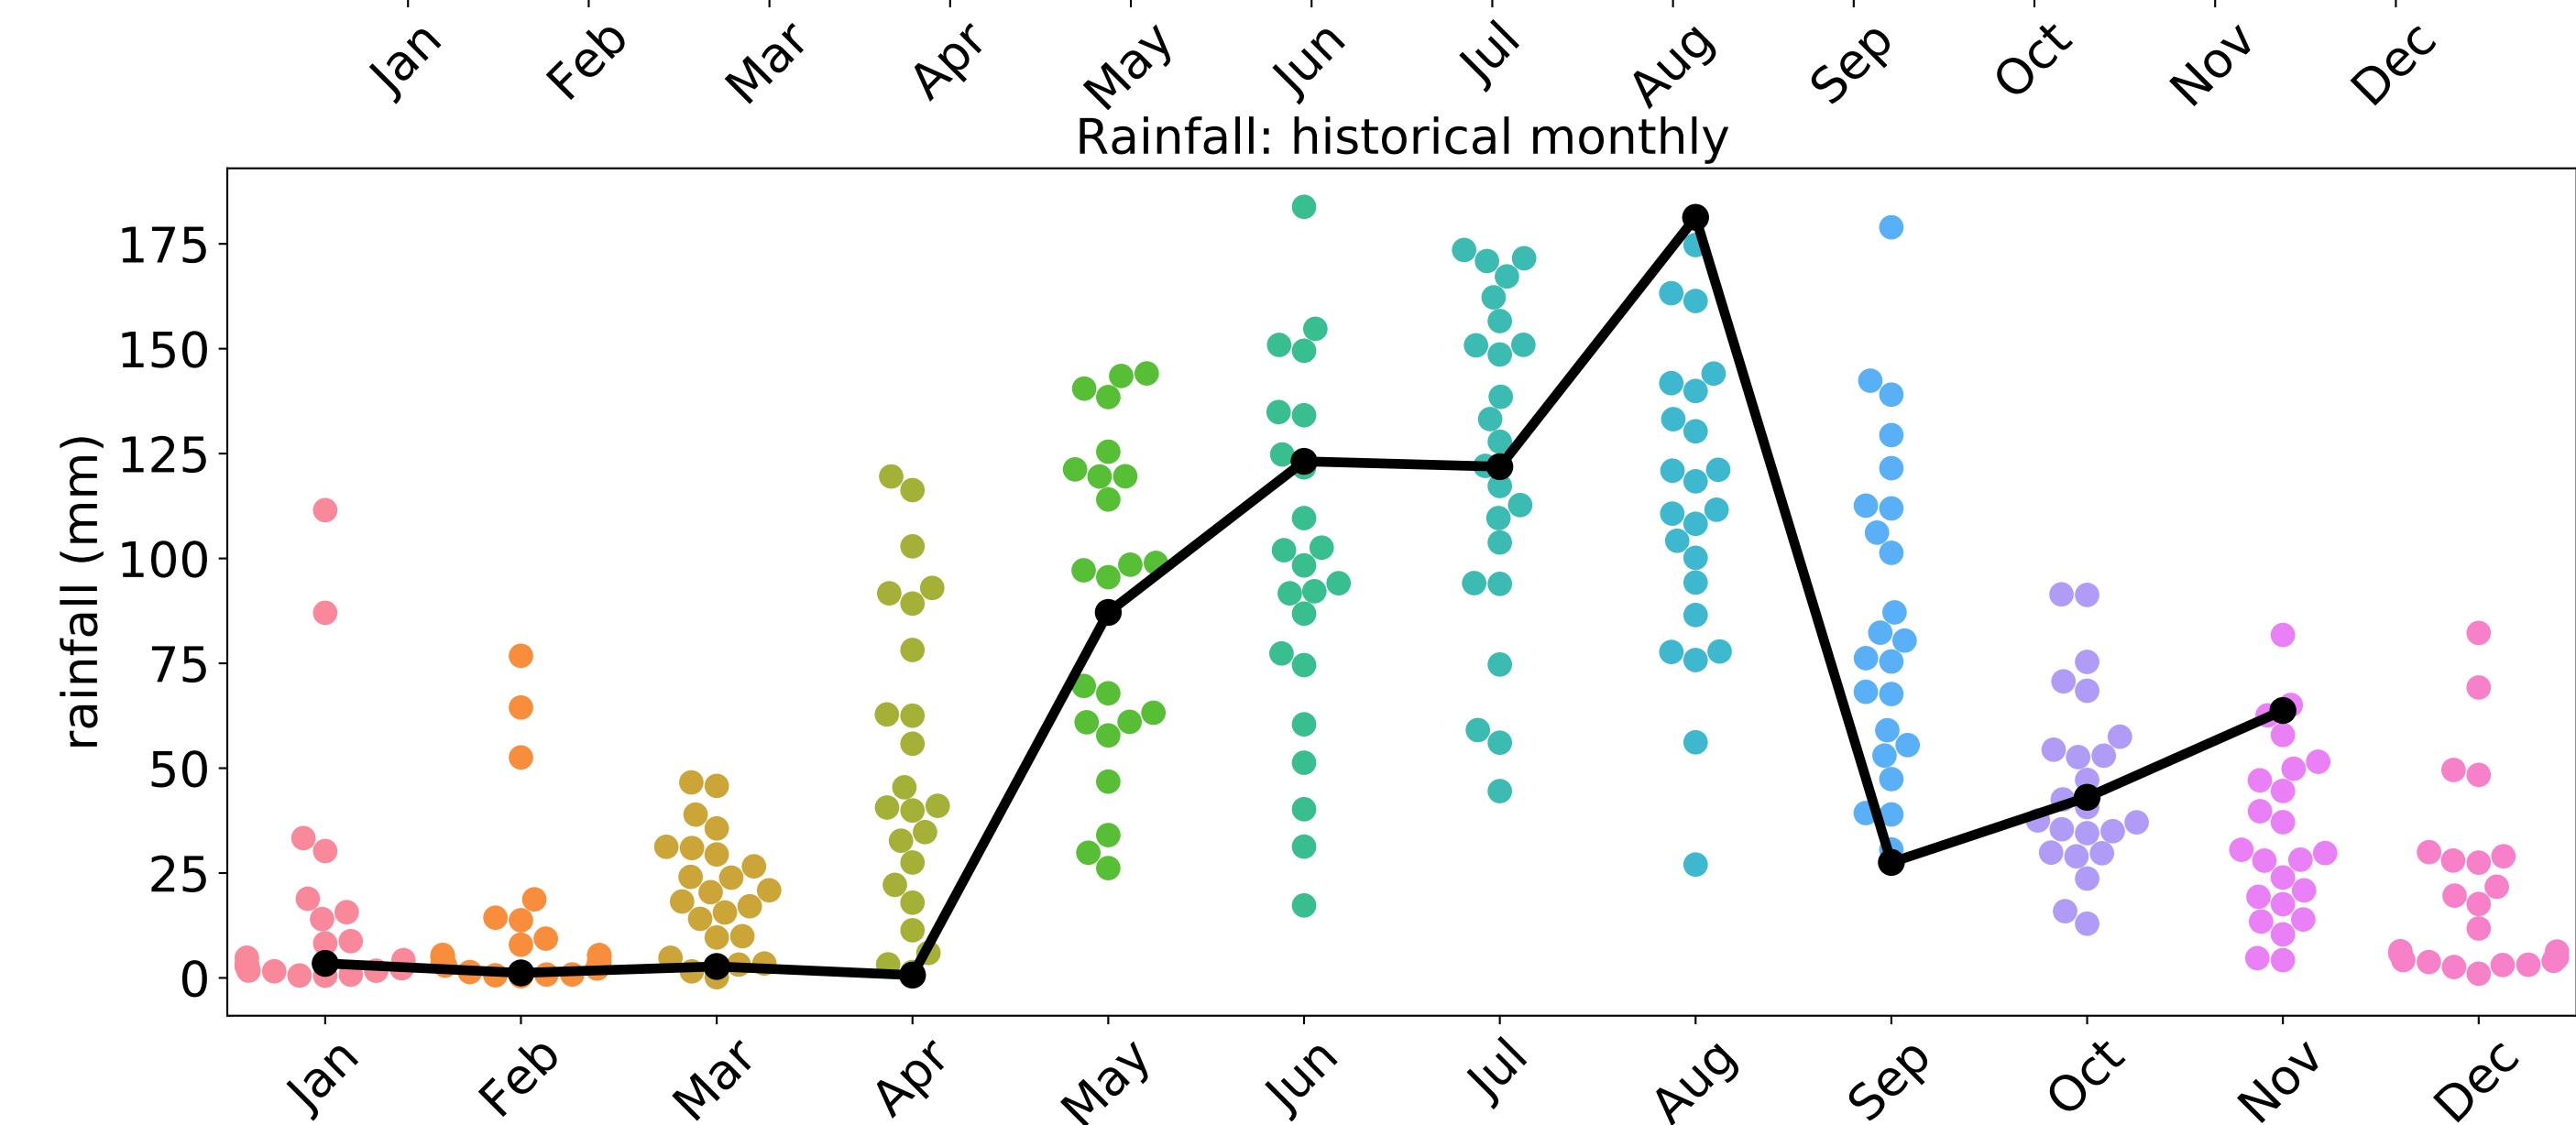 Jan Feb Mar Apr May Jun Jul Aug Sep Oct Nov Dec
Rainfall: historical monthly
rainfall (mm)
175
150
125
100
75
50
25
0
Jan Feb Mar Apr May Jun Jul Aug Sep Oct Nov Dec